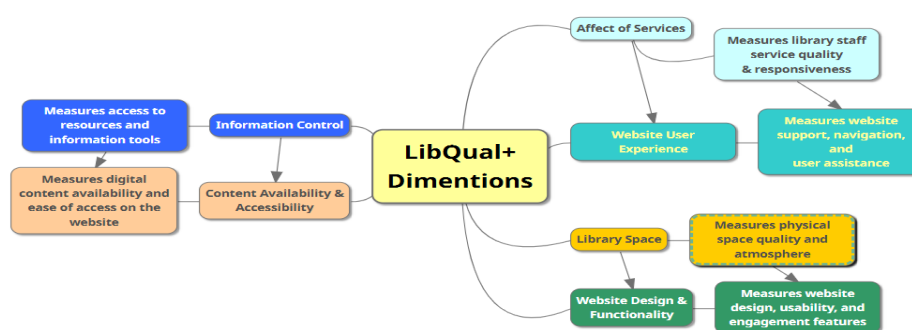 Affect of Services
Measures library staff
service quality
& responsiveness
Measures access to
resources and
information tools
Information Control
LibQual+
Dimentions
Website User
Experience
Measures website
support, navigation,
and
user assistance
Measures digital
content availability and
ease of access on the
website
Content Availability &
Accessibility
Library Space
Measures physical
space quality and
atmosphere
Website Design &
Functionality
Measures website
design, usability, and
engagement features